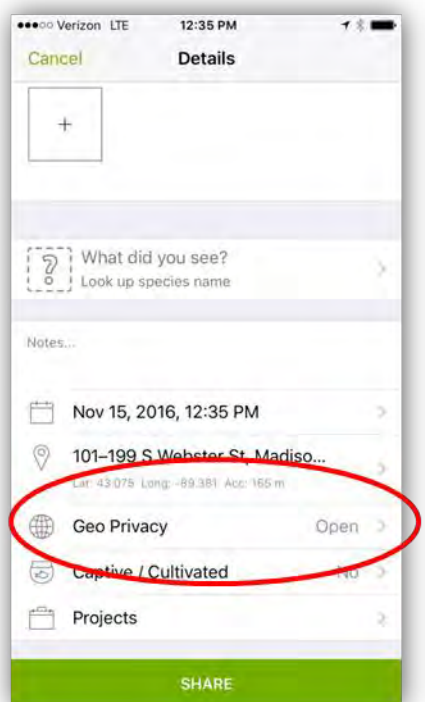 Verizon LTE 12:35 PM
Cancel Details
+
? What did you see?
Look up species name
Notes...
Nov 15, 2016, 12:35 PM
101–199 S Webster St, Madiso...
Lat: 43.075 Long: -89.381 Acc: 165 m
Geo Privacy Open
Captive / Cultivated No
Projects
SHARE